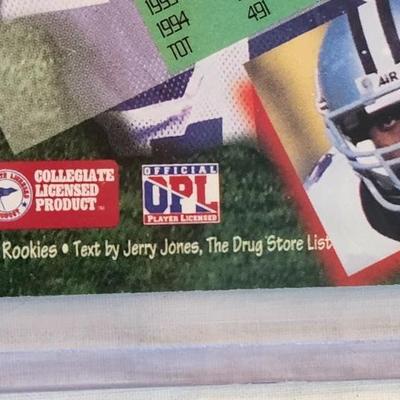 1994
TOT
491
AIR
COLLEGIATE
LICENSED
PRODUCT™
OFFICIAL
OPL
PLAYER LICENSED
Rookies • Text by Jerry Jones, The Drug Store List